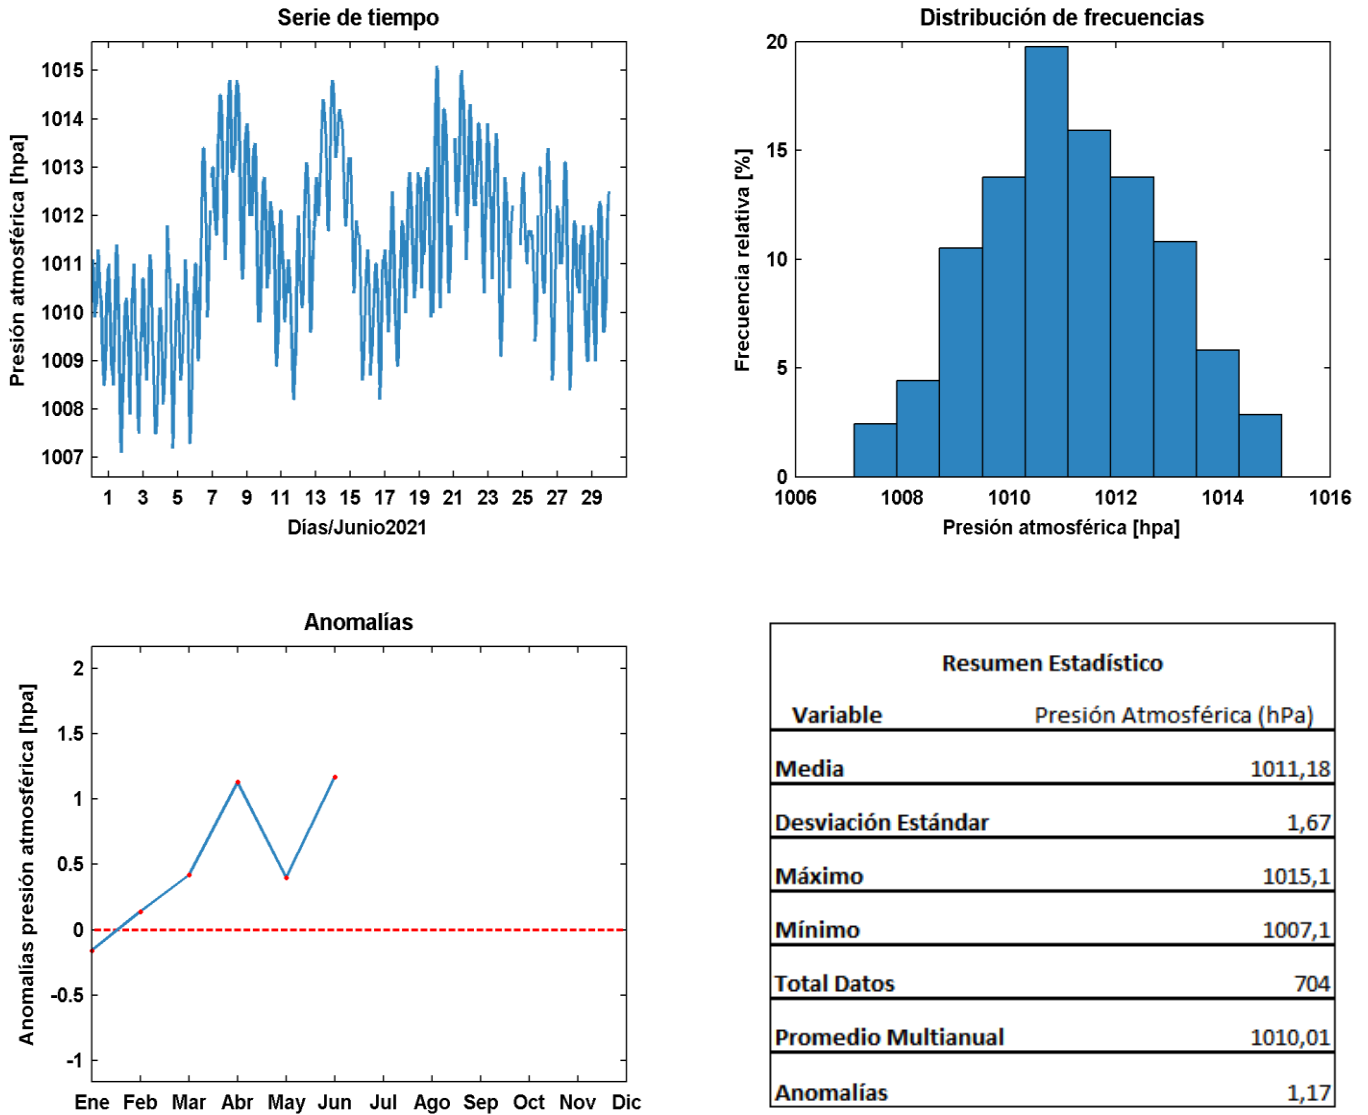 Serie de tiempo
1015
1014
1013
1012
1011
1010
1009
1008
1007
Presión atmosférica [hpa]
1 3 5 7 9 11 13 15 17 19 21 23 25 27 29
Días/Junio2021
Distribución de frecuencias
20
15
10
5
0
Frecuencia relativa [%]
1006 1008 1010 1012 1014 1016
Presión atmosférica [hpa]
Anomalías
2
1.5
1
0.5
0
-0.5
-1
Anomalías presión atmosférica [hpa]
Ene Feb Mar Abr May Jun Jul Ago Sep Oct Nov Dic
Resumen Estadístico
Variable Presión Atmosférica (hPa)
Media 1011,18
Desviación Estándar 1,67
Máximo 1015,1
Mínimo 1007,1
Total Datos 704
Promedio Multianual 1010,01
Anomalías 1,17